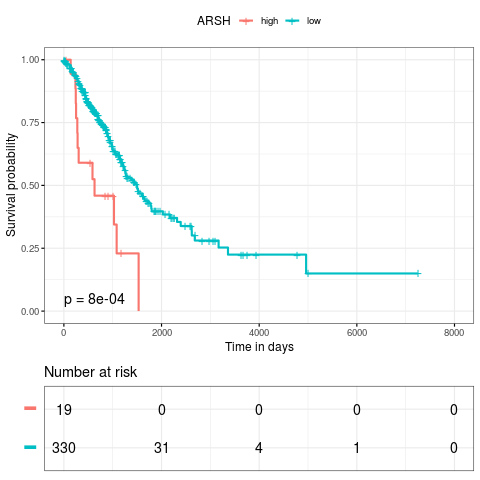 ARSH high low
1.00
0.75
0.50
0.25
0.00
Survival probability
p = 8e-04
0 2000 4000 6000 8000
Time in days
Number at risk
19 0 0 0 0
330 31 4 1 0